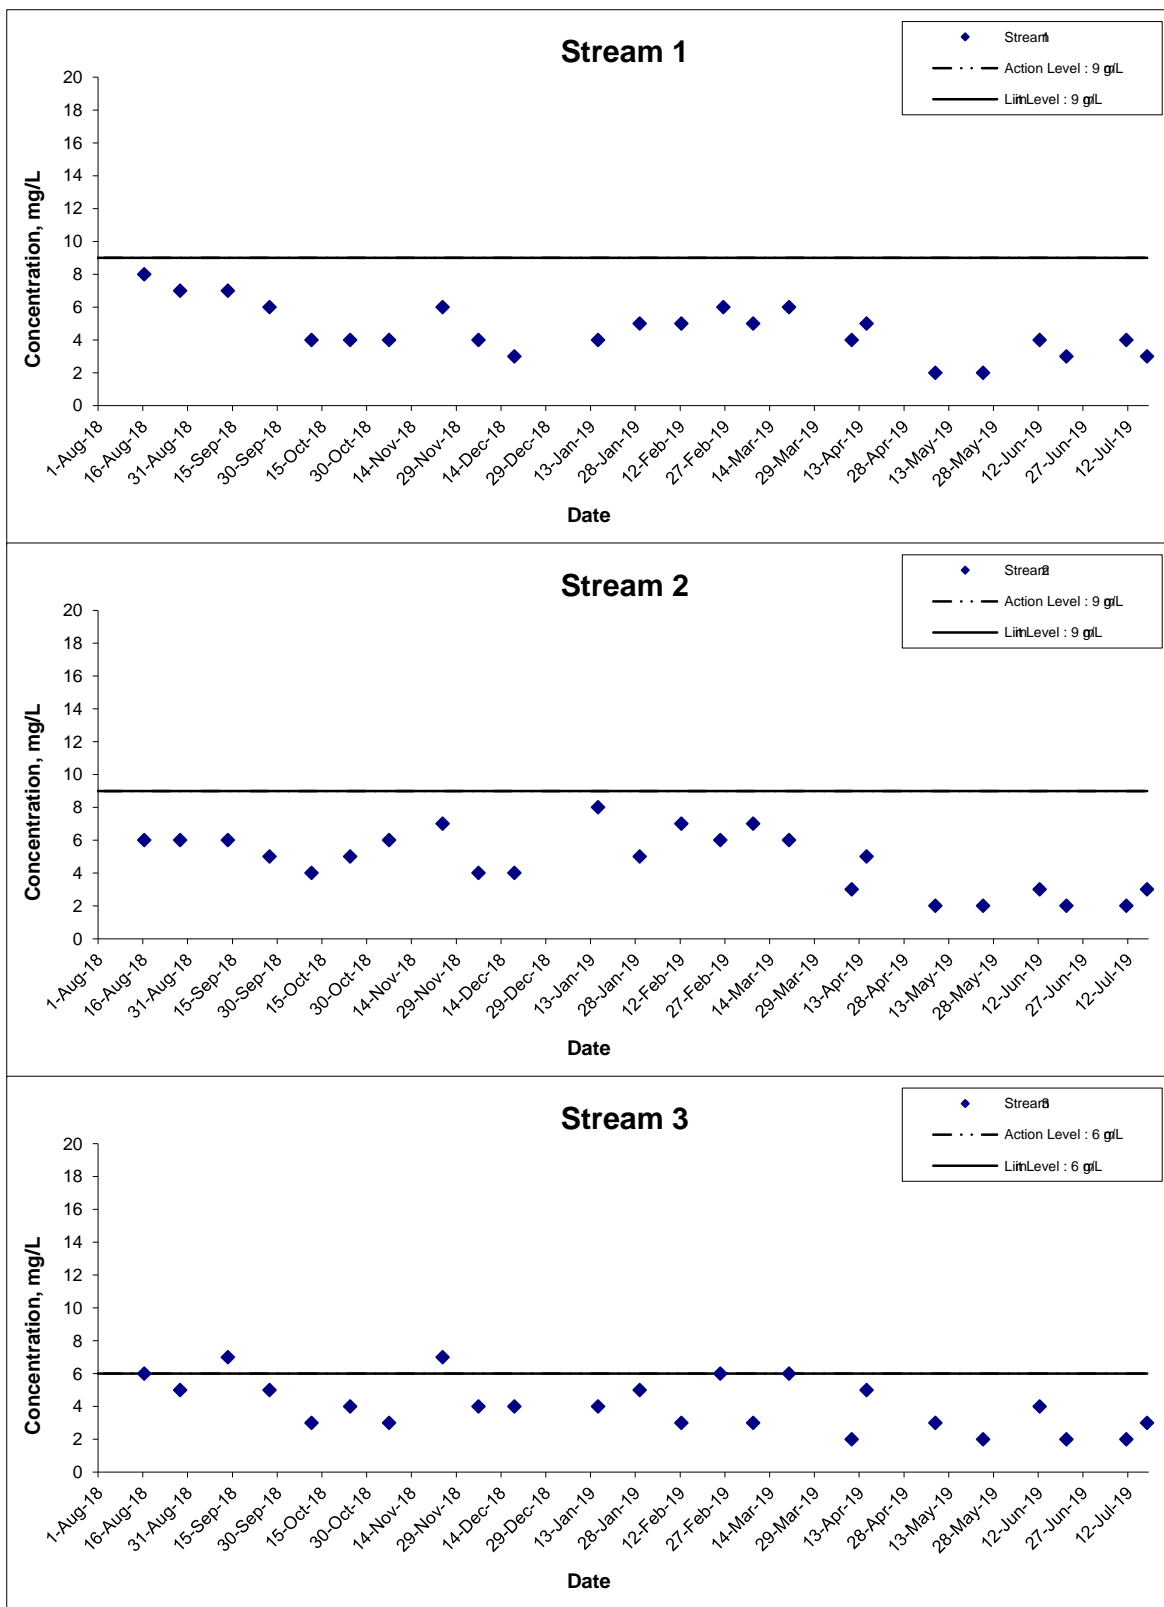 Stream 1
Stream1
Action Level : 9 mg/L
Limit Level : 9 mg/L
Concentration, mg/L
20
18
16
14
12
10
8
6
4
2
0
1-Aug-18
16-Aug-18
31-Aug-18
15-Sep-18
30-Sep-18
15-Oct-18
30-Oct-18
14-Nov-18
29-Nov-18
14-Dec-18
29-Dec-18
13-Jan-19
28-Jan-19
12-Feb-19
27-Feb-19
14-Mar-19
29-Mar-19
13-Apr-19
28-Apr-19
13-May-19
28-May-19
12-Jun-19
27-Jun-19
12-Jul-19
Date
Stream 2
Stream2
Action Level : 9 mg/L
Limit Level : 9 mg/L
Concentration, mg/L
20
18
16
14
12
10
8
6
4
2
0
1-Aug-18
16-Aug-18
31-Aug-18
15-Sep-18
30-Sep-18
15-Oct-18
30-Oct-18
14-Nov-18
29-Nov-18
14-Dec-18
29-Dec-18
13-Jan-19
28-Jan-19
12-Feb-19
27-Feb-19
14-Mar-19
29-Mar-19
13-Apr-19
28-Apr-19
13-May-19
28-May-19
12-Jun-19
27-Jun-19
12-Jul-19
Date
Stream 3
Stream3
Action Level : 6 mg/L
Limit Level : 6 mg/L
Concentration, mg/L
20
18
16
14
12
10
8
6
4
2
0
1-Aug-18
16-Aug-18
31-Aug-18
15-Sep-18
30-Sep-18
15-Oct-18
30-Oct-18
14-Nov-18
29-Nov-18
14-Dec-18
29-Dec-18
13-Jan-19
28-Jan-19
12-Feb-19
27-Feb-19
14-Mar-19
29-Mar-19
13-Apr-19
28-Apr-19
13-May-19
28-May-19
12-Jun-19
27-Jun-19
12-Jul-19
Date